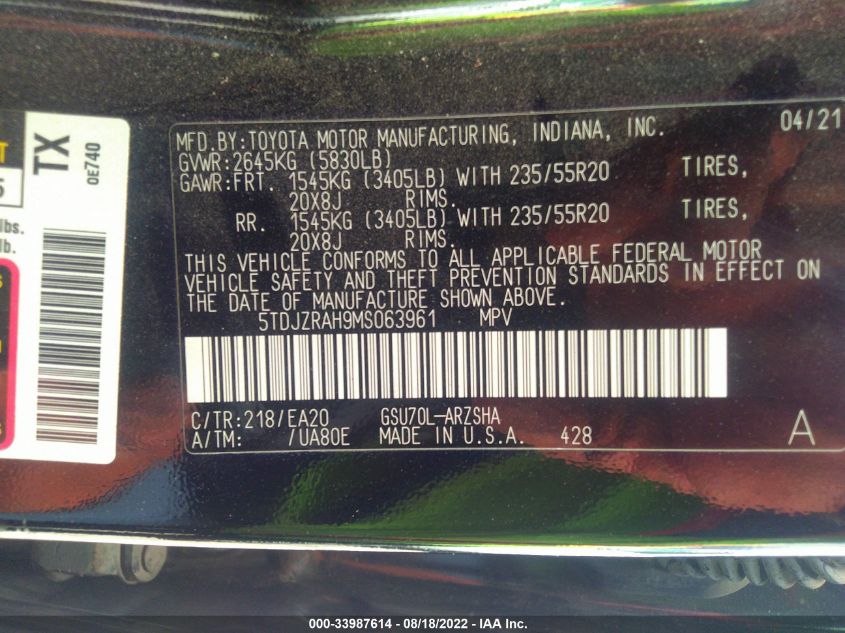 TX
0E740
T
5
lbs.
lb.
S
MFD.BY:TOYOTA MOTOR MANUFACTURING, INDIANA, INC. 04/21
GVWR:2645KG (5830LB)
GAWR:FRT. 1545KG (3405LB) WITH 235/55R20 TIRES,
20X8J RIMS.
RR. 1545KG (3405LB) WITH 235/55R20 TIRES,
20X8J RIMS.
THIS VEHICLE CONFORMS TO ALL APPLICABLE FEDERAL MOTOR
VEHICLE SAFETY AND THEFT PREVENTION STANDARDS IN EFFECT ON
THE DATE OF MANUFACTURE SHOWN ABOVE.
5TDJZRAH9MS063961 MPV
C/TR:218/EA20 GSU70L-ARZSHA
A/TM: /UA80E MADE IN U.S.A. 428 A
000-33987614 - 08/18/2022 - IAA Inc.